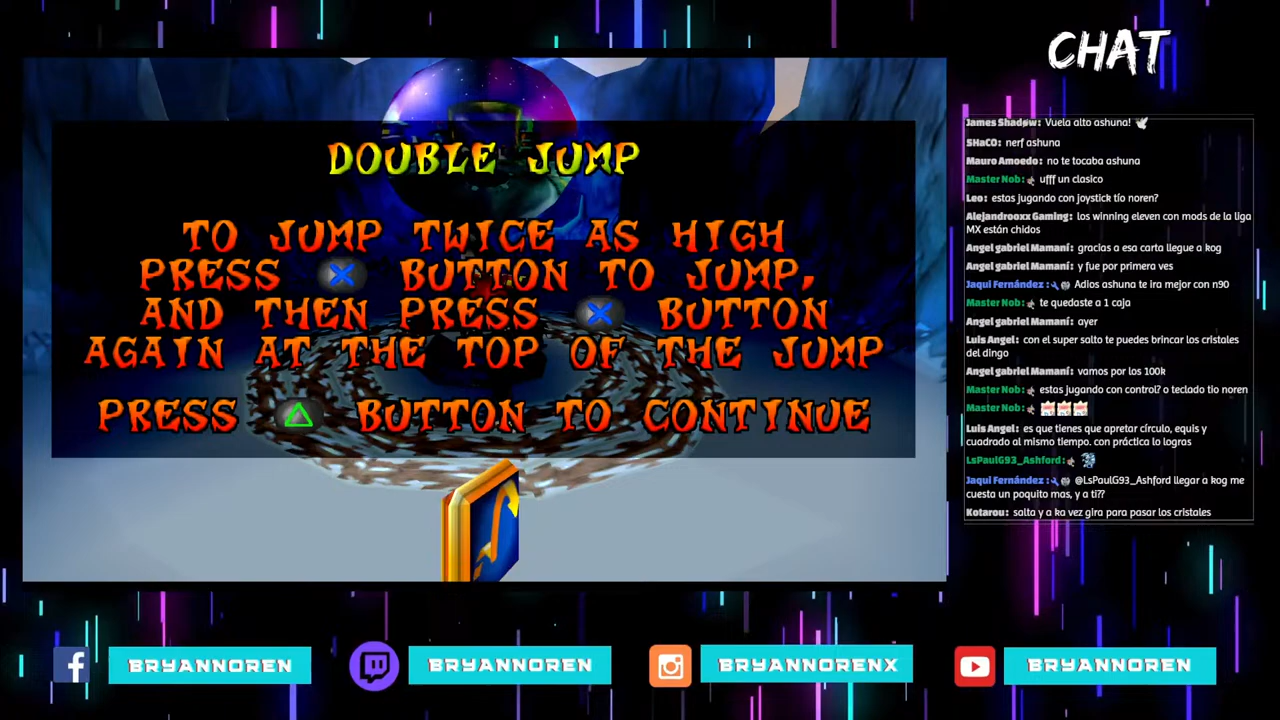 CHAT
DOUBLE JUMP
TO JUMP TWICE AS HIGH
PRESS BUTTON TO JUMP,
AND THEN PRESS BUTTON
AGAIN AT THE TOP OF THE JUMP
PRESS BUTTON TO CONTINUE
James Shadow: Vuela alto ashuna!
SHaCO: nerf ashuna
Mauro Amoedo: no te tocaba ashuna
Master Nob: ufff un clasico
Leo: estas jugando con joystick tío noren?
Alejandrooxx Gaming: los winning eleven con mods de la liga
MX están chidos
Angel gabriel Mamaní: gracias a esa carta llegue a kog
Angel gabriel Mamaní: y fue por primera ves
Jaqui Fernández: Adios ashuna te ira mejor con n90
Master Nob: te quedaste a 1 caja
Angel gabriel Mamaní: ayer
Luis Angel: con el super salto te puedes brincar los cristales
del dingo
Angel gabriel Mamaní: vamos por los 100k
Master Nob: estas jugando con control? o teclado tio noren
Master Nob:
Luis Angel: es que tienes que apretar círculo, equis y
cuadrado al mismo tiempo. con práctica lo logras
LsPaulG93_Ashford:
Jaqui Fernández: @LsPaulG93_Ashford llegar a kog me
cuesta un poquito mas, y a ti??
Kotarou: salta y a ka vez gira para pasar los cristales
BRYANNOREN
BRYANNOREN
BRYANNORENX
BRYANNOREN